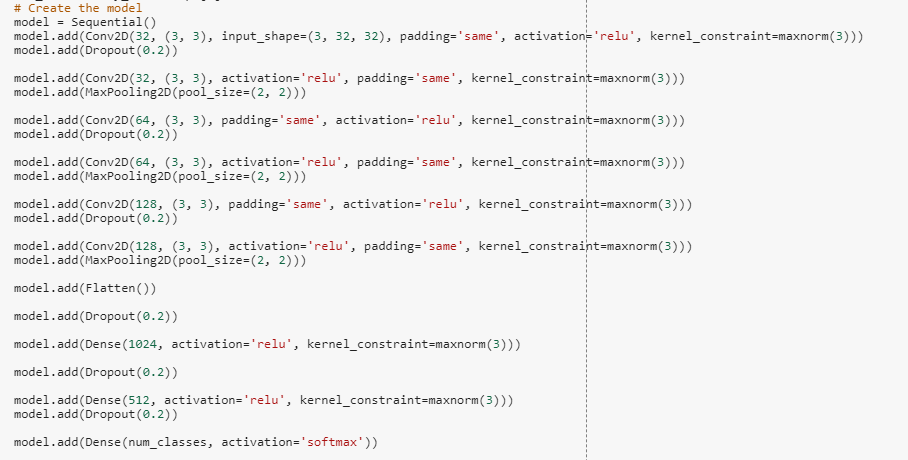 # Create the model
model = Sequential()
model.add(Conv2D(32, (3, 3), input_shape=(3, 32, 32), padding='same', activation='relu', kernel_constraint=maxnorm(3)))
model.add(Dropout(0.2))
model.add(Conv2D(32, (3, 3), activation='relu', padding='same', kernel_constraint=maxnorm(3)))
model.add(MaxPooling2D(pool_size=(2, 2)))
model.add(Conv2D(64, (3, 3), padding='same', activation='relu', kernel_constraint=maxnorm(3)))
model.add(Dropout(0.2))
model.add(Conv2D(64, (3, 3), activation='relu', padding='same', kernel_constraint=maxnorm(3)))
model.add(MaxPooling2D(pool_size=(2, 2)))
model.add(Conv2D(128, (3, 3), padding='same', activation='relu', kernel_constraint=maxnorm(3)))
model.add(Dropout(0.2))
model.add(Conv2D(128, (3, 3), activation='relu', padding='same', kernel_constraint=maxnorm(3)))
model.add(MaxPooling2D(pool_size=(2, 2)))
model.add(Flatten())
model.add(Dropout(0.2))
model.add(Dense(1024, activation='relu', kernel_constraint=maxnorm(3)))
model.add(Dropout(0.2))
model.add(Dense(512, activation='relu', kernel_constraint=maxnorm(3)))
model.add(Dropout(0.2))
model.add(Dense(num_classes, activation='softmax'))